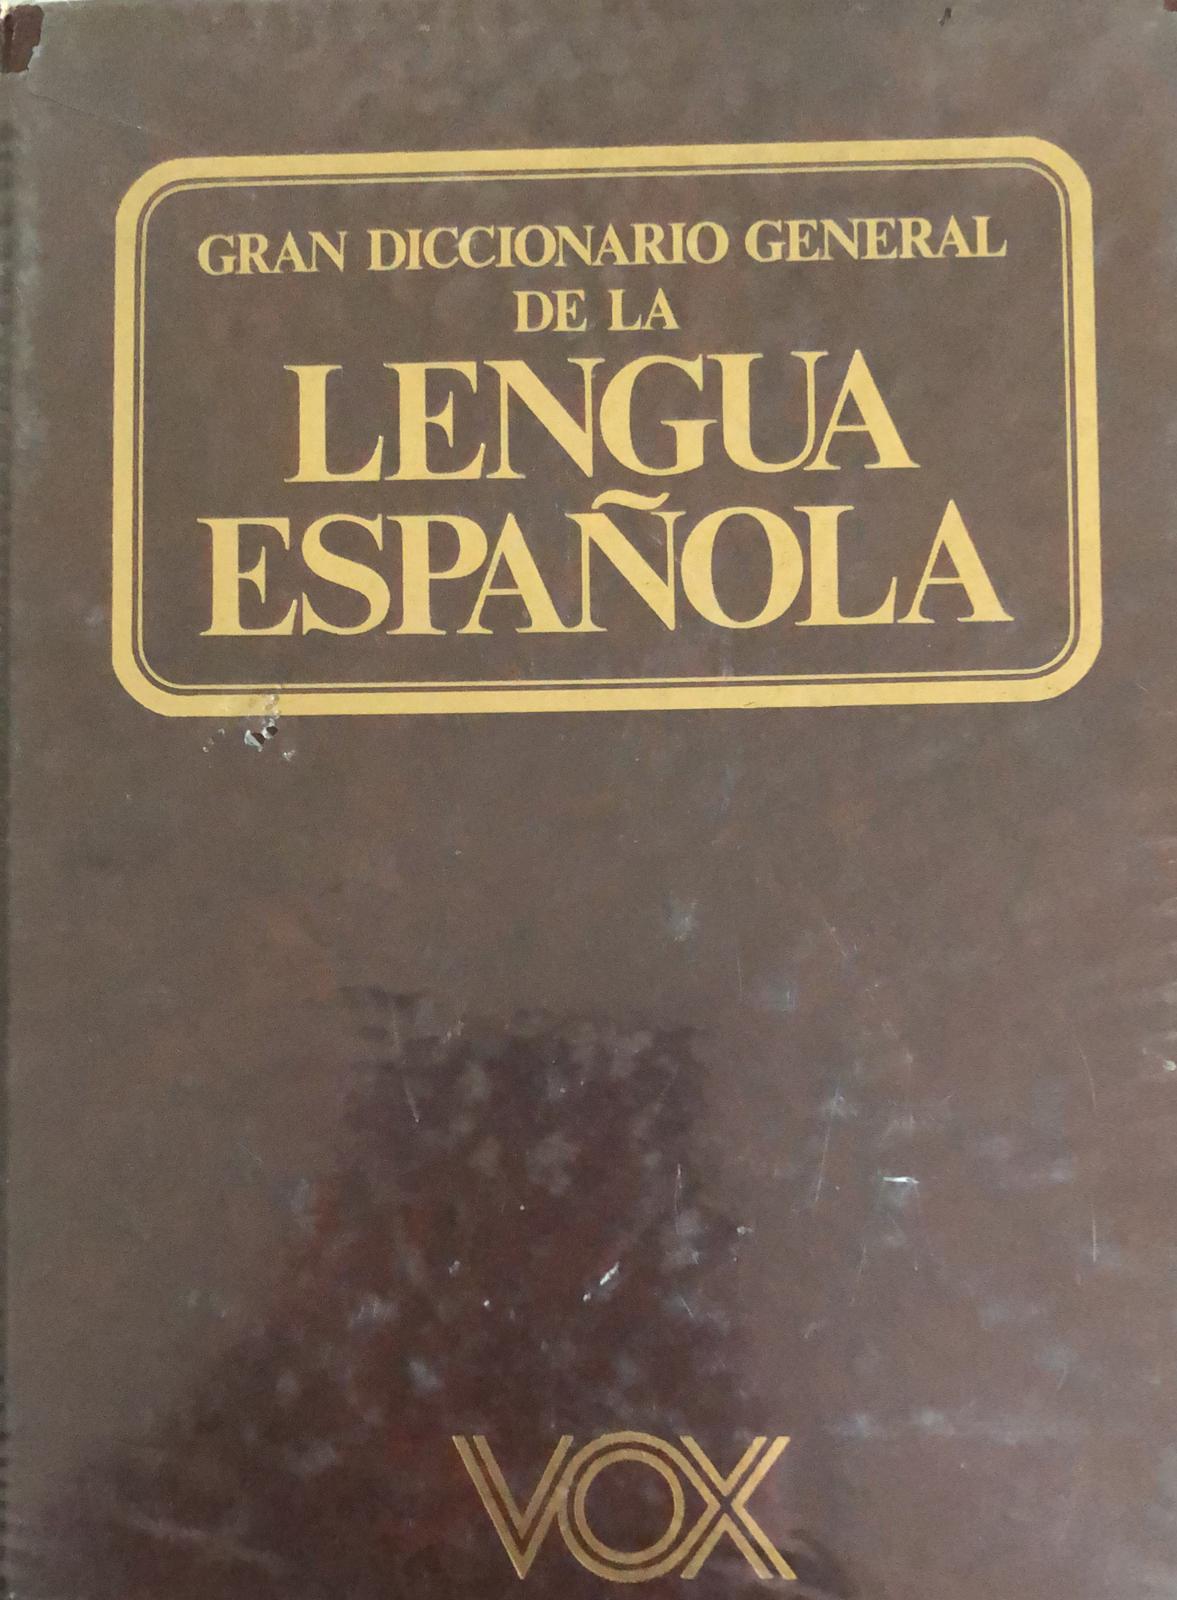 GRAN DICCIONARIO GENERAL
DE LA
LENGUA
ESPAÑOLA
VOX